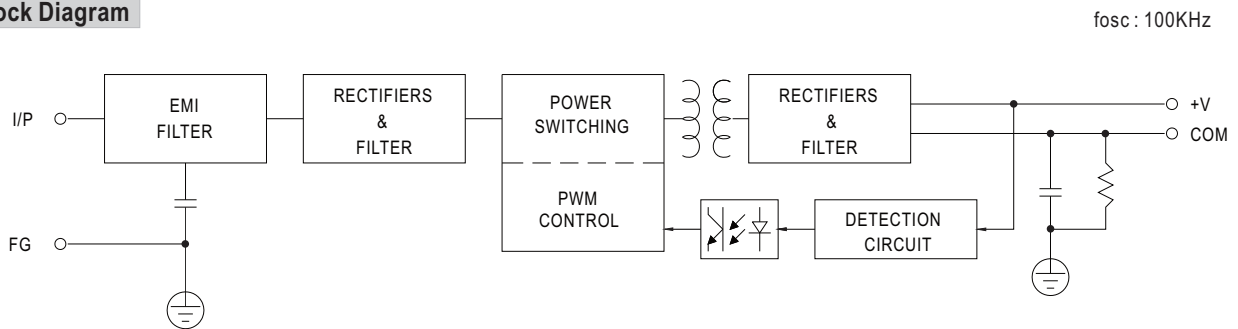 ock Diagram
fosc : 100KHz
I/P
EMI
FILTER
RECTIFIERS
&
FILTER
POWER
SWITCHING
PWM
CONTROL
RECTIFIERS
&
FILTER
+V
COM
DETECTION
CIRCUIT
FG